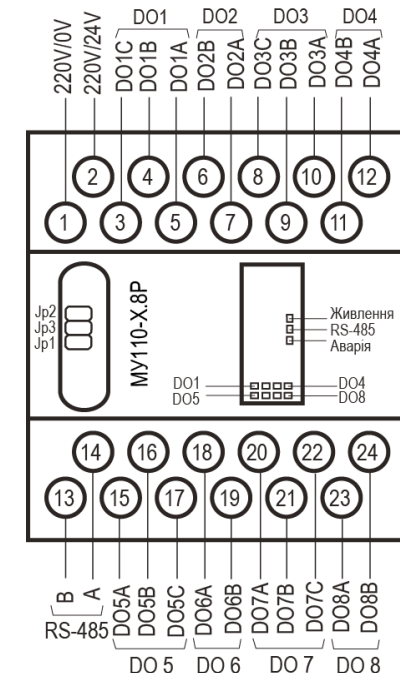 DO1 DO2 DO3 DO4
220V/0V
220V/24V
DO1C
DO1B
DO1A
DO2B
DO2A
DO3C
DO3B
DO3A
DO4B
DO4A
2 4 6 8 10 12
1 3 5 7 9 11
Jp2
Jp3
Jp1
МУ110-Х.8Р
Живлення
RS-485
Аварія
DO1 DO4
DO5 DO8
14 16 18 20 22 24
13 15 17 19 21 23
B
A
DO5A
DO5B
DO5C
DO6A
DO6B
DO7A
DO7B
DO7C
DO8A
DO8B
RS-485
DO 5 DO 6 DO 7 DO 8